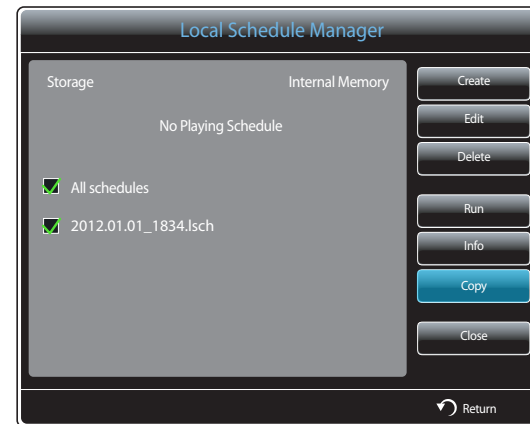 Local Schedule Manager
Storage Internal Memory
No Playing Schedule
All schedules
2012.01.01_1834.lsch
Create
Edit
Delete
Run
Info
Copy
Close
Return